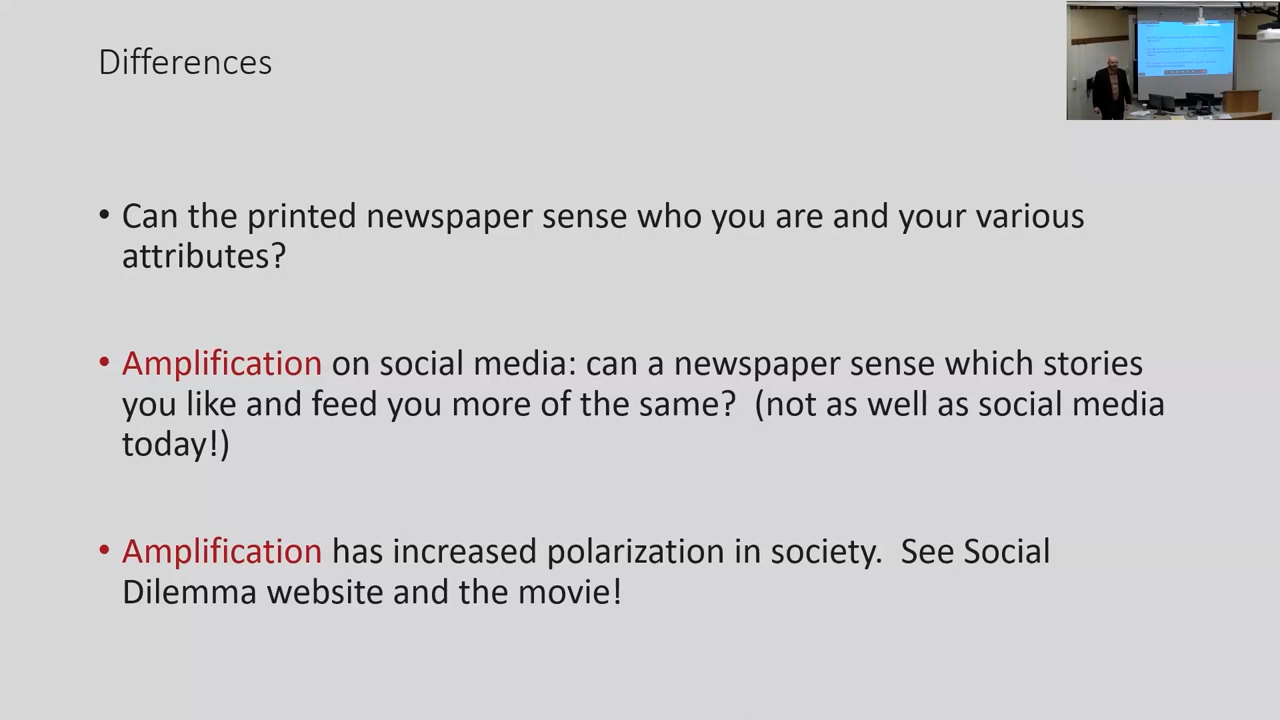 Differences
• Can the printed newspaper sense who you are and your various
attributes?
• Amplification on social media: can a newspaper sense which stories
you like and feed you more of the same?  (not as well as social media
today!)
• Amplification has increased polarization in society.  See Social
Dilemma website and the movie!